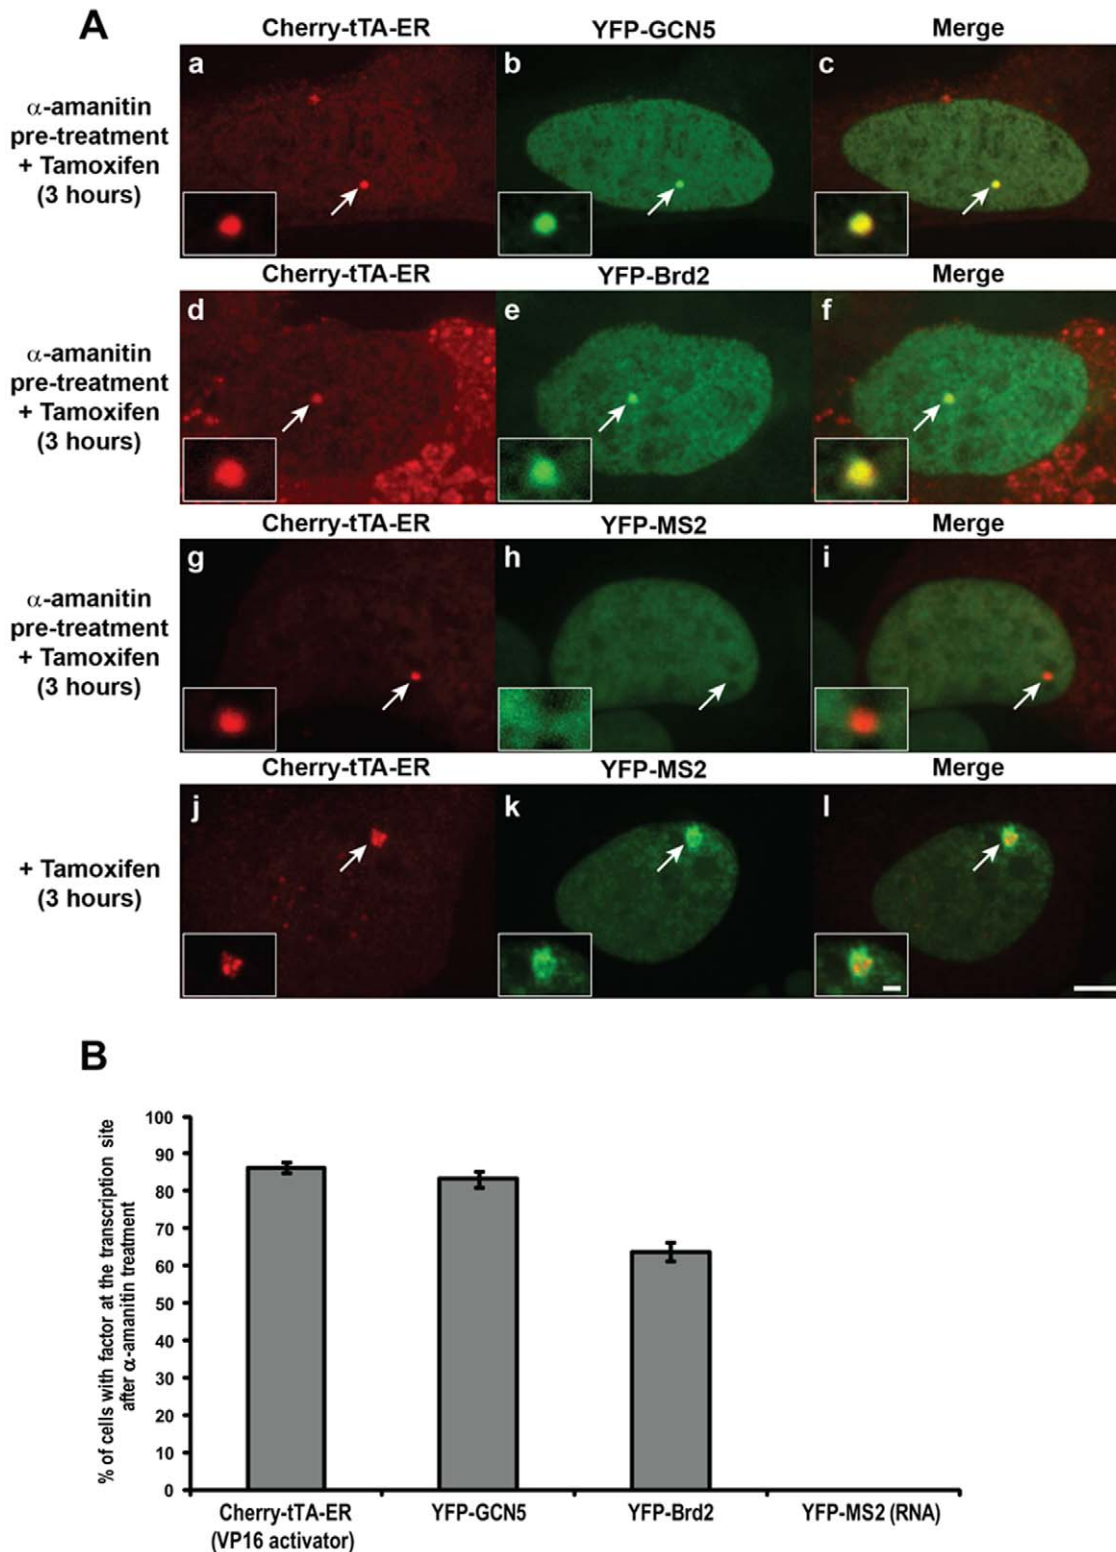 A
Cherry-tTA-ER YFP-GCN5 Merge
α-amanitin
pre-treatment
+ Tamoxifen
(3 hours)
a b c
Cherry-tTA-ER YFP-Brd2 Merge
α-amanitin
pre-treatment
+ Tamoxifen
(3 hours)
d e f
Cherry-tTA-ER YFP-MS2 Merge
α-amanitin
pre-treatment
+ Tamoxifen
(3 hours)
g h i
Cherry-tTA-ER YFP-MS2 Merge
+ Tamoxifen
(3 hours)
j k l
B
% of cells with factor at the transcription site
after α-amanitin treatment
100
90
80
70
60
50
40
30
20
10
0
Cherry-tTA-ER
(VP16 activator)
YFP-GCN5
YFP-Brd2
YFP-MS2 (RNA)